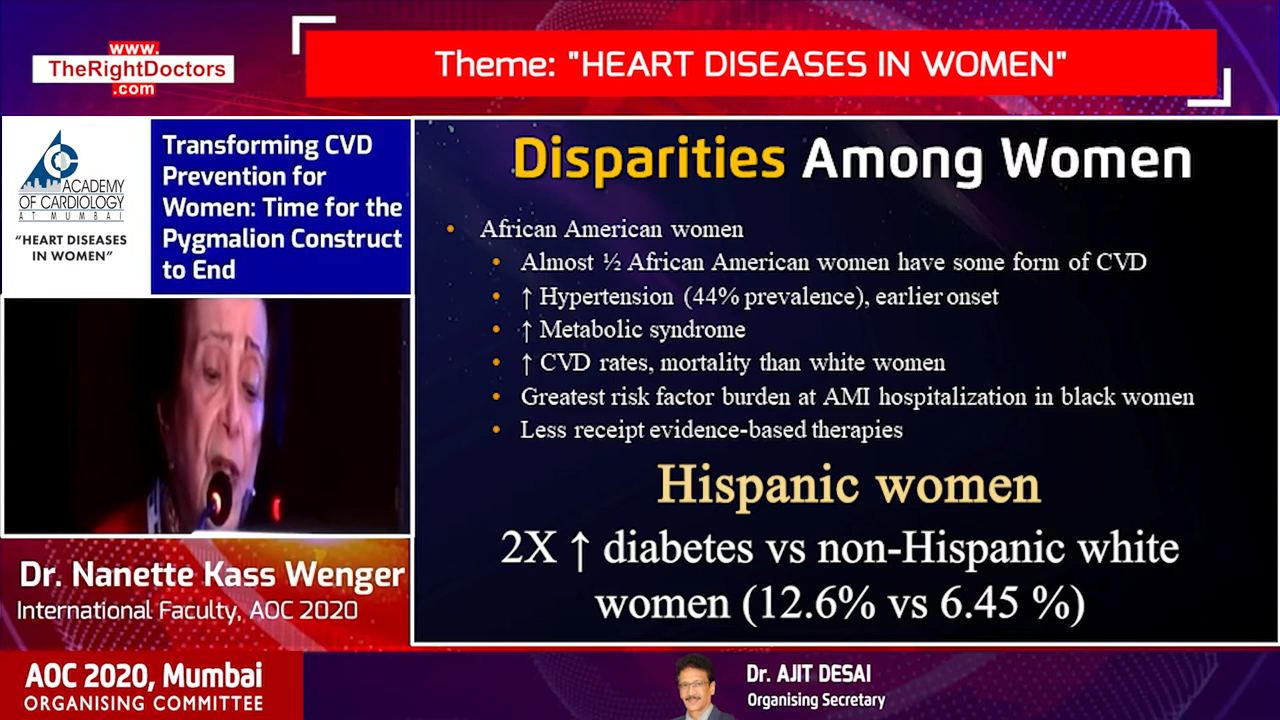 www.
TheRightDoctors
.com
Theme: "HEART DISEASES IN WOMEN"
AC
ACADEMY
OF CARDIOLOGY
AT MUMBAI
“HEART DISEASES
IN WOMEN”
Transforming CVD
Prevention for
Women: Time for the
Pygmalion Construct
to End
Disparities Among Women
• African American women
• Almost ½ African American women have some form of CVD
• ↑ Hypertension (44% prevalence), earlier onset
• ↑ Metabolic syndrome
• ↑ CVD rates, mortality than white women
• Greatest risk factor burden at AMI hospitalization in black women
• Less receipt evidence-based therapies
Hispanic women
2X ↑ diabetes vs non-Hispanic white
women (12.6% vs 6.45 %)
Dr. Nanette Kass Wenger
International Faculty, AOC 2020
AOC 2020, Mumbai
ORGANISING COMMITTEE
Dr. AJIT DESAI
Organising Secretary